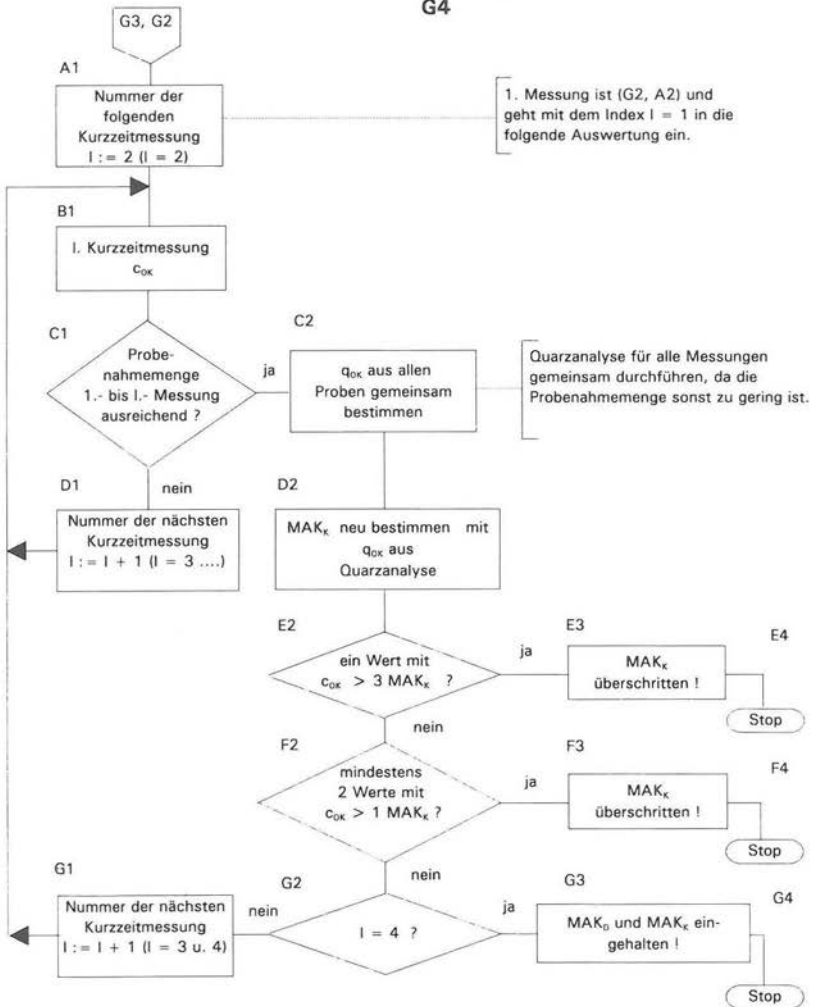 G4
G3, G2
A1
Nummer der
folgenden
Kurzzeitmessung
I := 2 (I = 2)
1. Messung ist (G2, A2) und
geht mit dem Index I = 1 in die
folgende Auswertung ein.
B1
I. Kurzzeitmessung
cOK
C1
Probe-
nahmemenge
1.- bis I.- Messung
ausreichend ?
ja
C2
qOK aus allen
Proben gemeinsam
bestimmen
Quarzanalyse für alle Messungen
gemeinsam durchführen, da die
Probenahmemenge sonst zu gering ist.
nein
D1
Nummer der nächsten
Kurzzeitmessung
I := I + 1 (I = 3 ....)
D2
MAKK neu bestimmen mit
qOK aus
Quarzanalyse
E2
ein Wert mit
cOK > 3 MAKK ?
ja
E3
MAKK
überschritten !
E4
Stop
nein
F2
mindestens
2 Werte mit
cOK > 1 MAKK ?
ja
F3
MAKK
überschritten !
F4
Stop
nein
G1
Nummer der nächsten
Kurzzeitmessung
I := I + 1 (I = 3 u. 4)
nein
G2
I = 4 ?
ja
G3
MAKD und MAKK ein-
gehalten !
G4
Stop